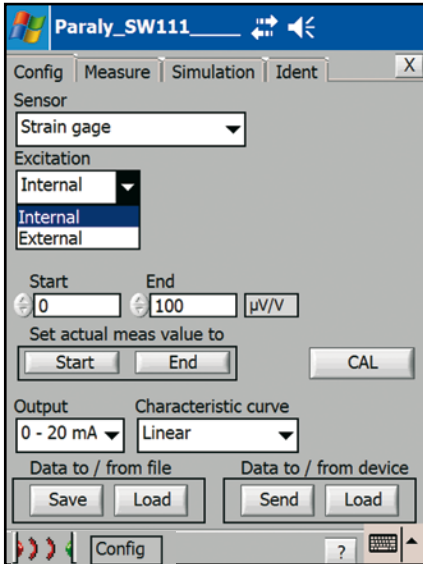 Paraly_SW111____
Config Measure Simulation Ident X
Sensor
Strain gage
Excitation
Internal
Internal
External
Start End
0 100 µV/V
Set actual meas value to
Start End CAL
Output Characteristic curve
0 - 20 mA Linear
Data to / from file Data to / from device
Save Load Send Load
Config ?